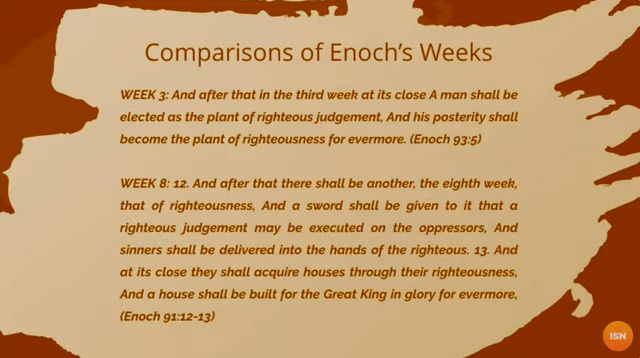 Comparisons of Enoch's Weeks
WEEK 3: And after that in the third week at its close A man shall be
elected as the plant of righteous judgement, And his posterity shall
become the plant of righteousness for evermore. (Enoch 93:5)
WEEK 8: 12. And after that there shall be another, the eighth week,
that of righteousness, And a sword shall be given to it that a
righteous judgement may be executed on the oppressors, And
sinners shall be delivered into the hands of the righteous. 13. And
at its close they shall acquire houses through their righteousness,
And a house shall be built for the Great King in glory for evermore,
(Enoch 91:12-13)
ISN